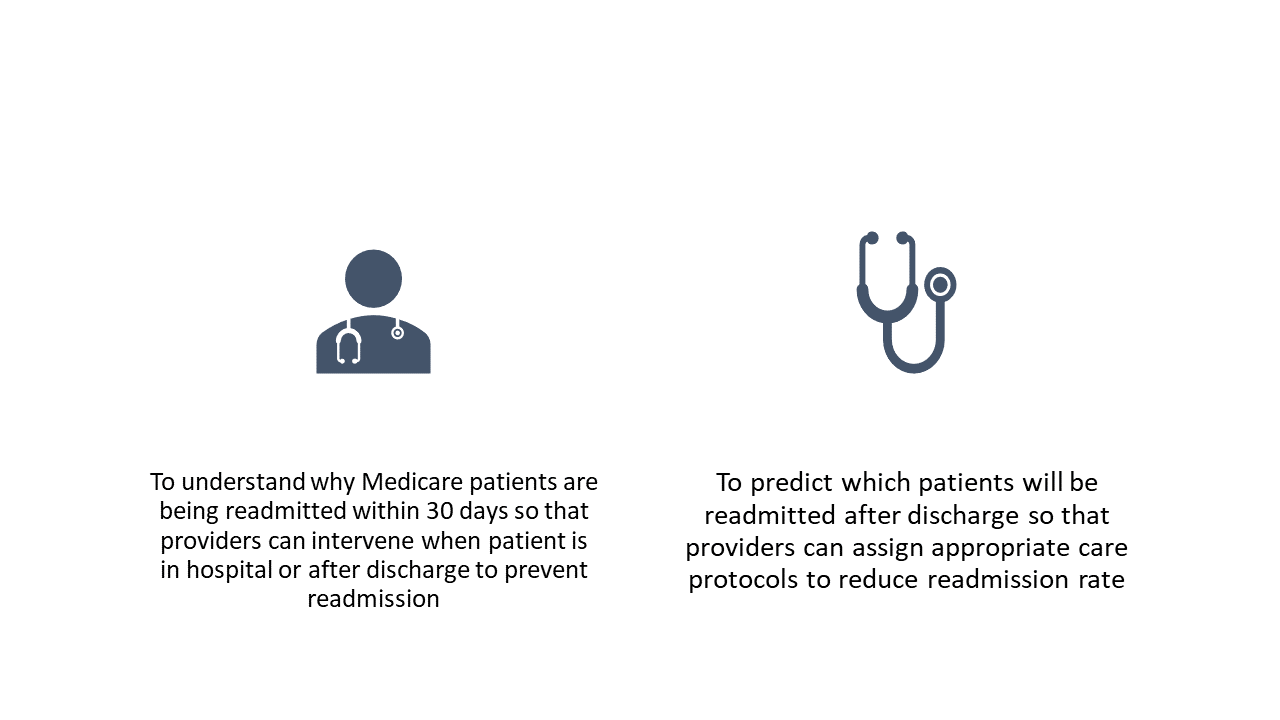 To understand why Medicare patients are
being readmitted within 30 days so that
providers can intervene when patient is
in hospital or after discharge to prevent
readmission
To predict which patients will be
readmitted after discharge so that
providers can assign appropriate care
protocols to reduce readmission rate